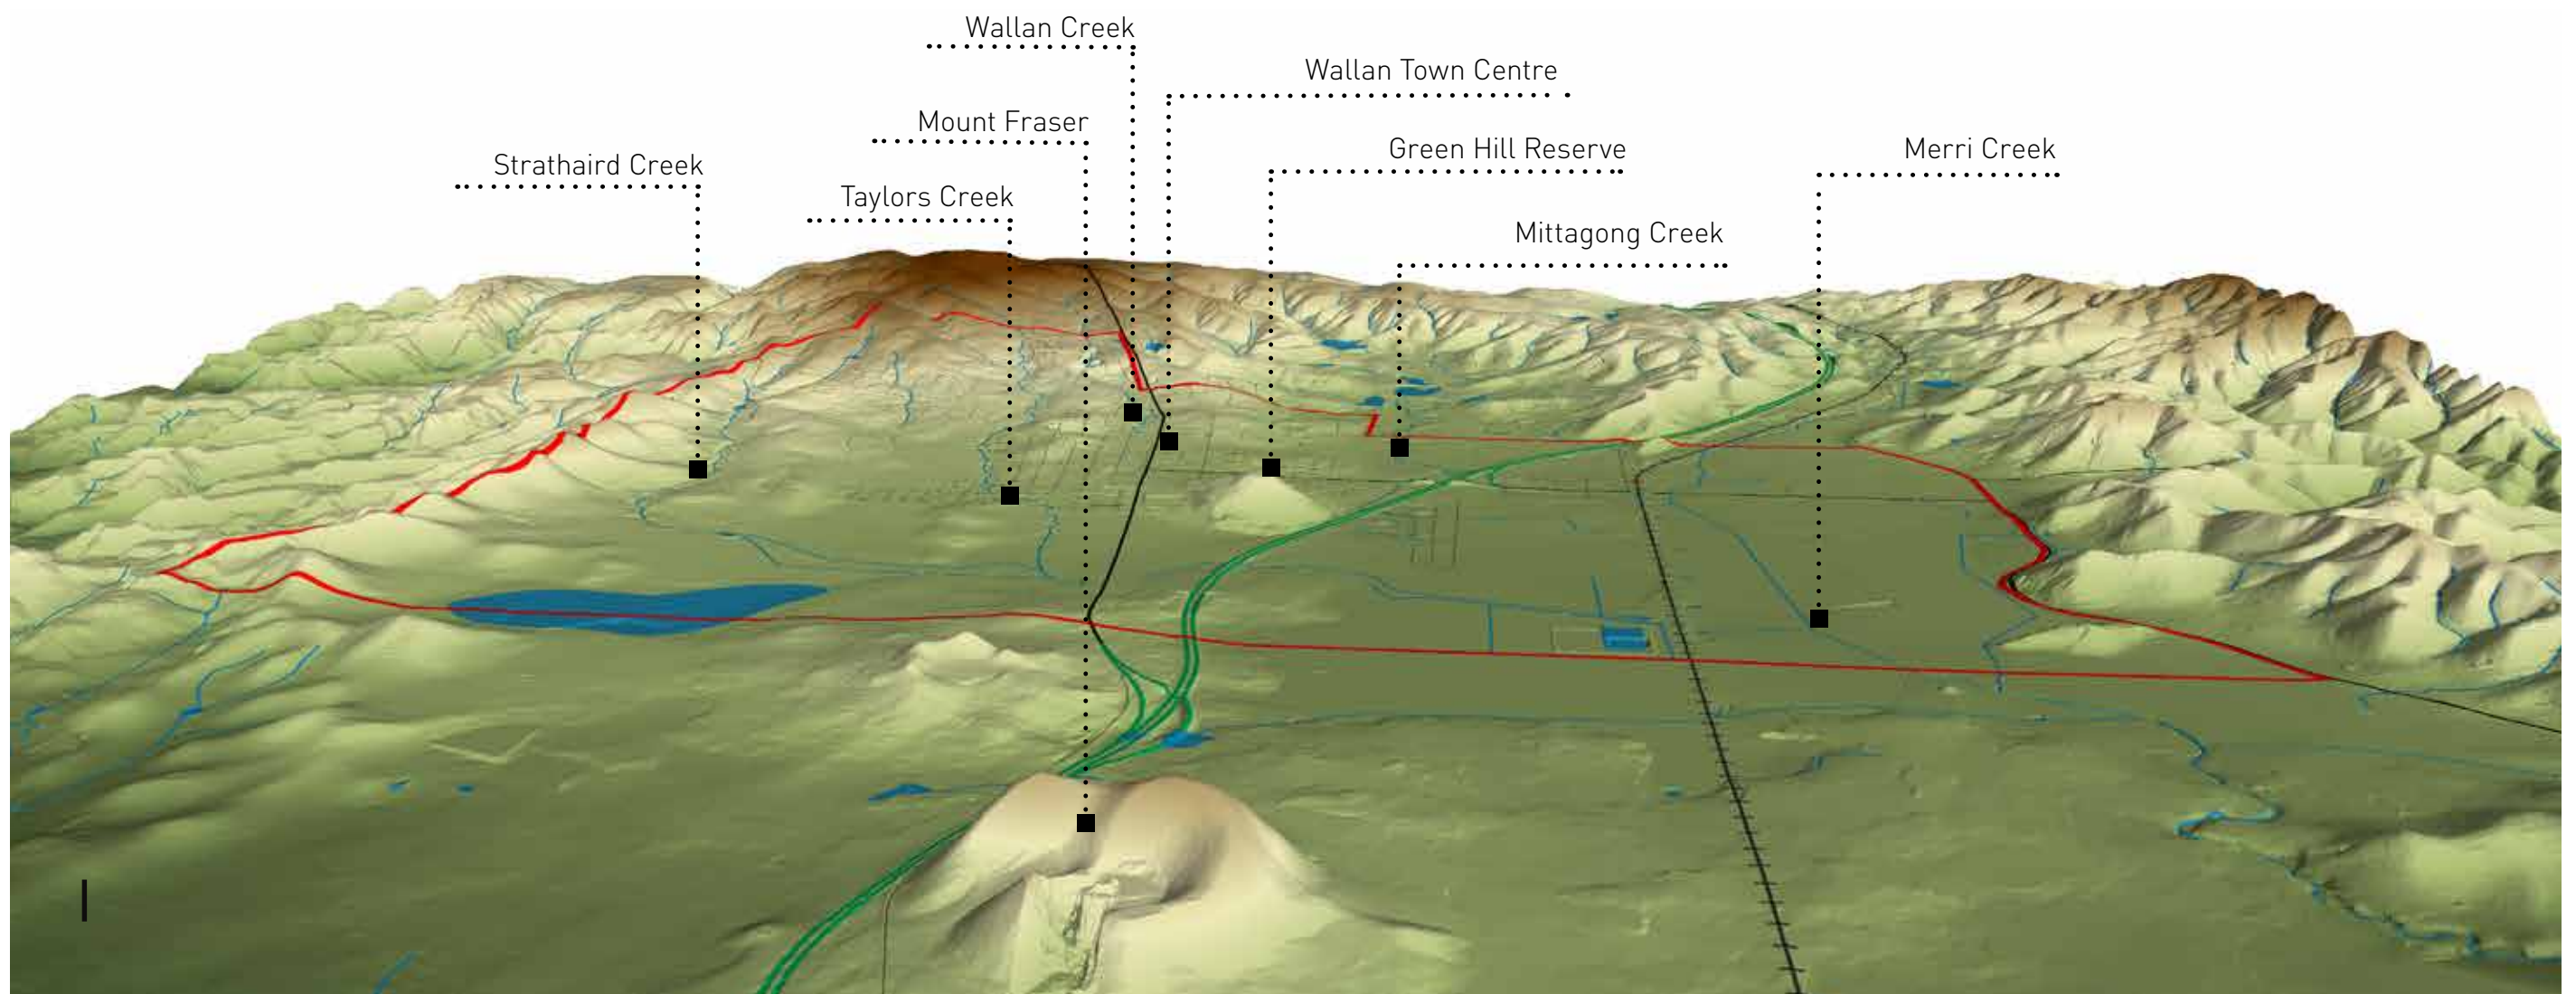 Wallan Creek
Wallan Town Centre
Mount Fraser
Green Hill Reserve
Merri Creek
Strathaird Creek
Taylors Creek
Mittagong Creek